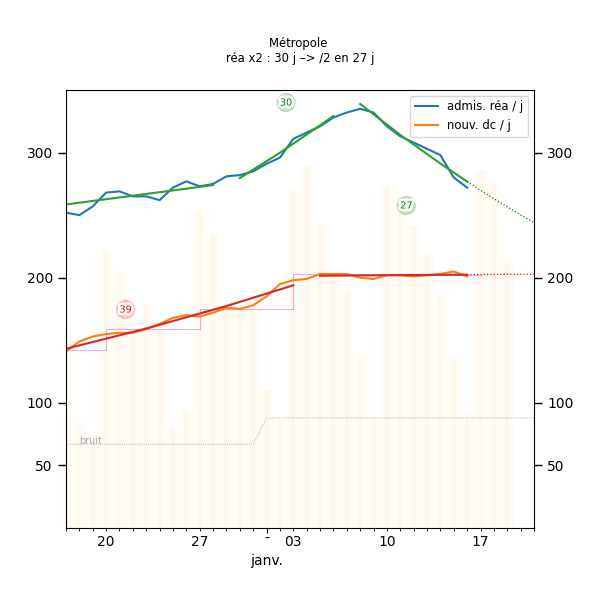 Métropole
réa x2 : 30 j –> /2 en 27 j
30
admis. réa / j
nouv. dc / j
300
300
27
200
200
39
100
100
bruit
50
50
20
27
-
03
10
17
janv.